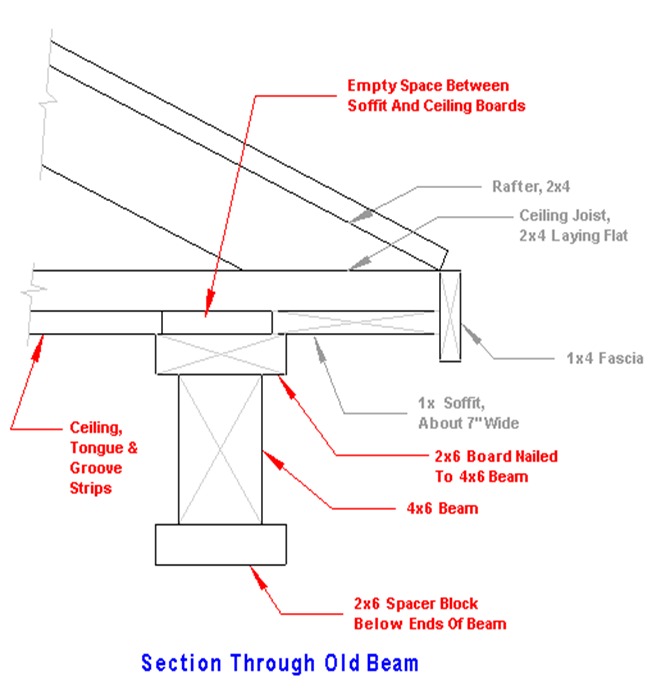 Empty Space Between
Soffit And Ceiling Boards
Rafter, 2x4
Ceiling Joist,
2x4 Laying Flat
1x4 Fascia
1x Soffit,
About 7" Wide
Ceiling,
Tongue &
Groove
Strips
2x6 Board Nailed
To 4x6 Beam
4x6 Beam
2x6 Spacer Block
Below Ends Of Beam
Section Through Old Beam